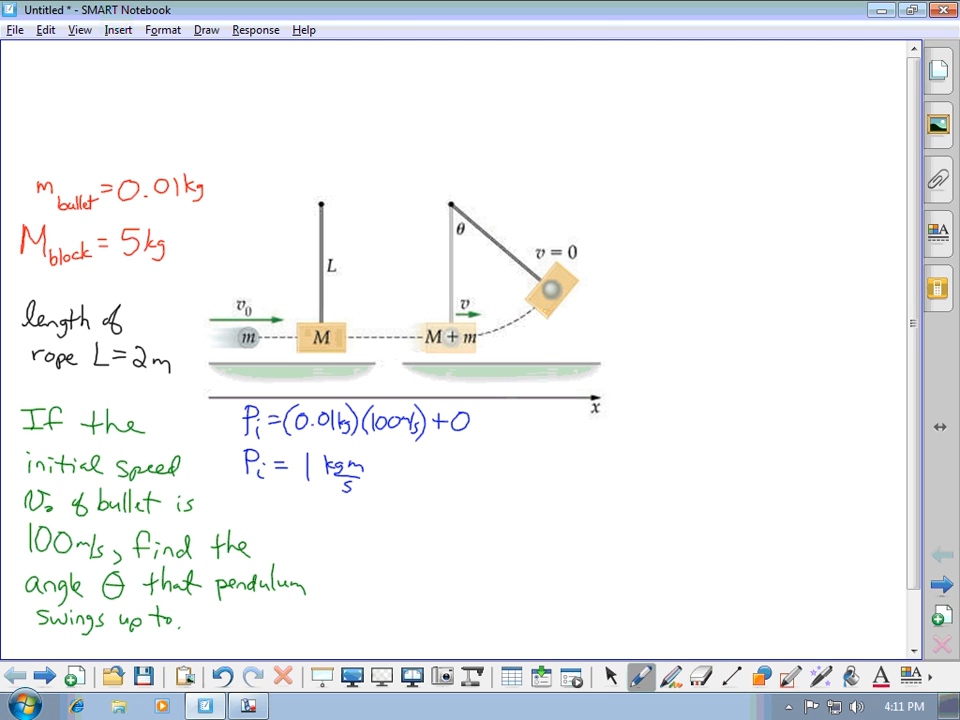 Untitled * - SMART Notebook
File Edit View Insert Format Draw Response Help
m bullet = 0.01kg
M block = 5kg
length of
rope L = 2m
If the
initial speed
v₀ of bullet is
100m/s, find the
angle θ that pendulum
swings up to.
L
v₀
m
M
θ
v = 0
v
M + m
x
Pᵢ = (0.01kg)(100m/s) + 0
Pᵢ = 1 kgm/s
A
4:11 PM